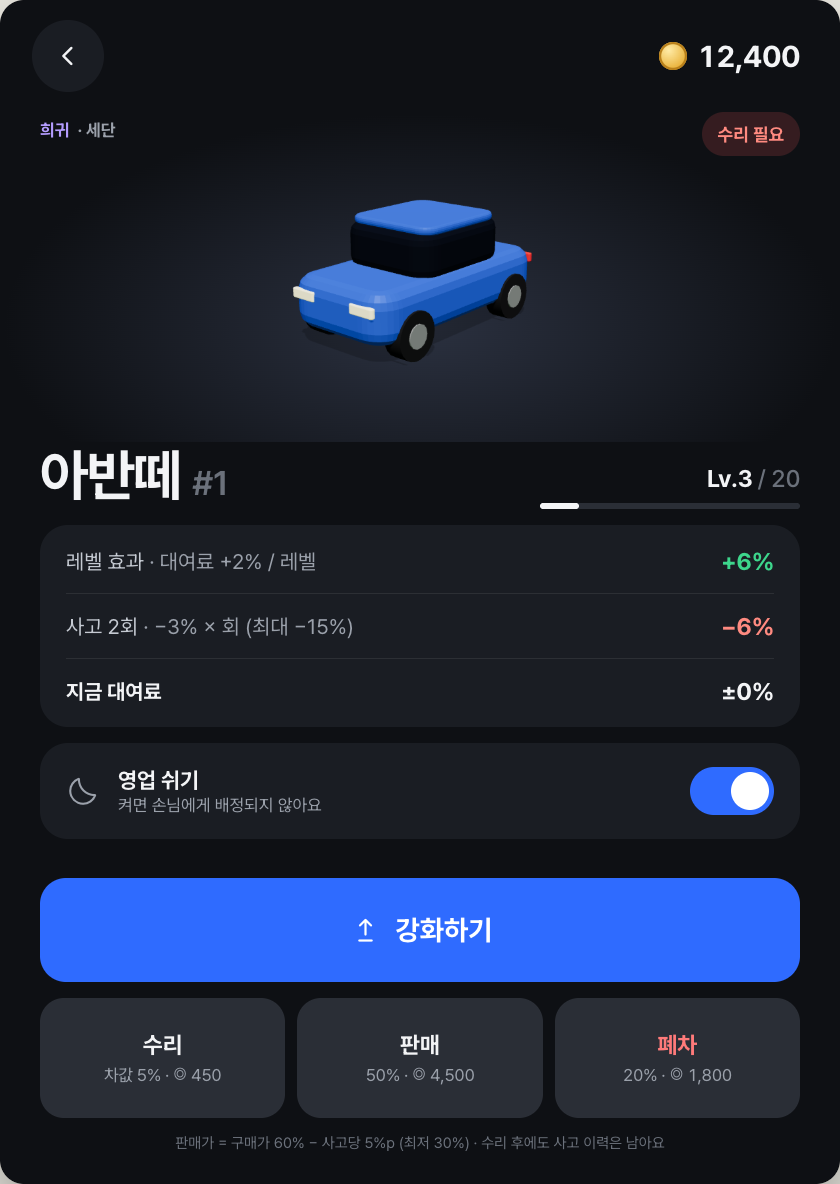 12,400
희귀 · 세단
수리 필요
아반떼 #1
Lv.3 / 20
레벨 효과 · 대여료 +2% / 레벨
+6%
사고 2회 · −3% × 회 (최대 −15%)
−6%
지금 대여료
±0%
영업 쉬기
켜면 손님에게 배정되지 않아요
강화하기
수리
차값 5% · ◎ 450
판매
50% · ◎ 4,500
폐차
20% · ◎ 1,800
판매가 = 구매가 60% − 사고당 5%p (최저 30%) · 수리 후에도 사고 이력은 남아요